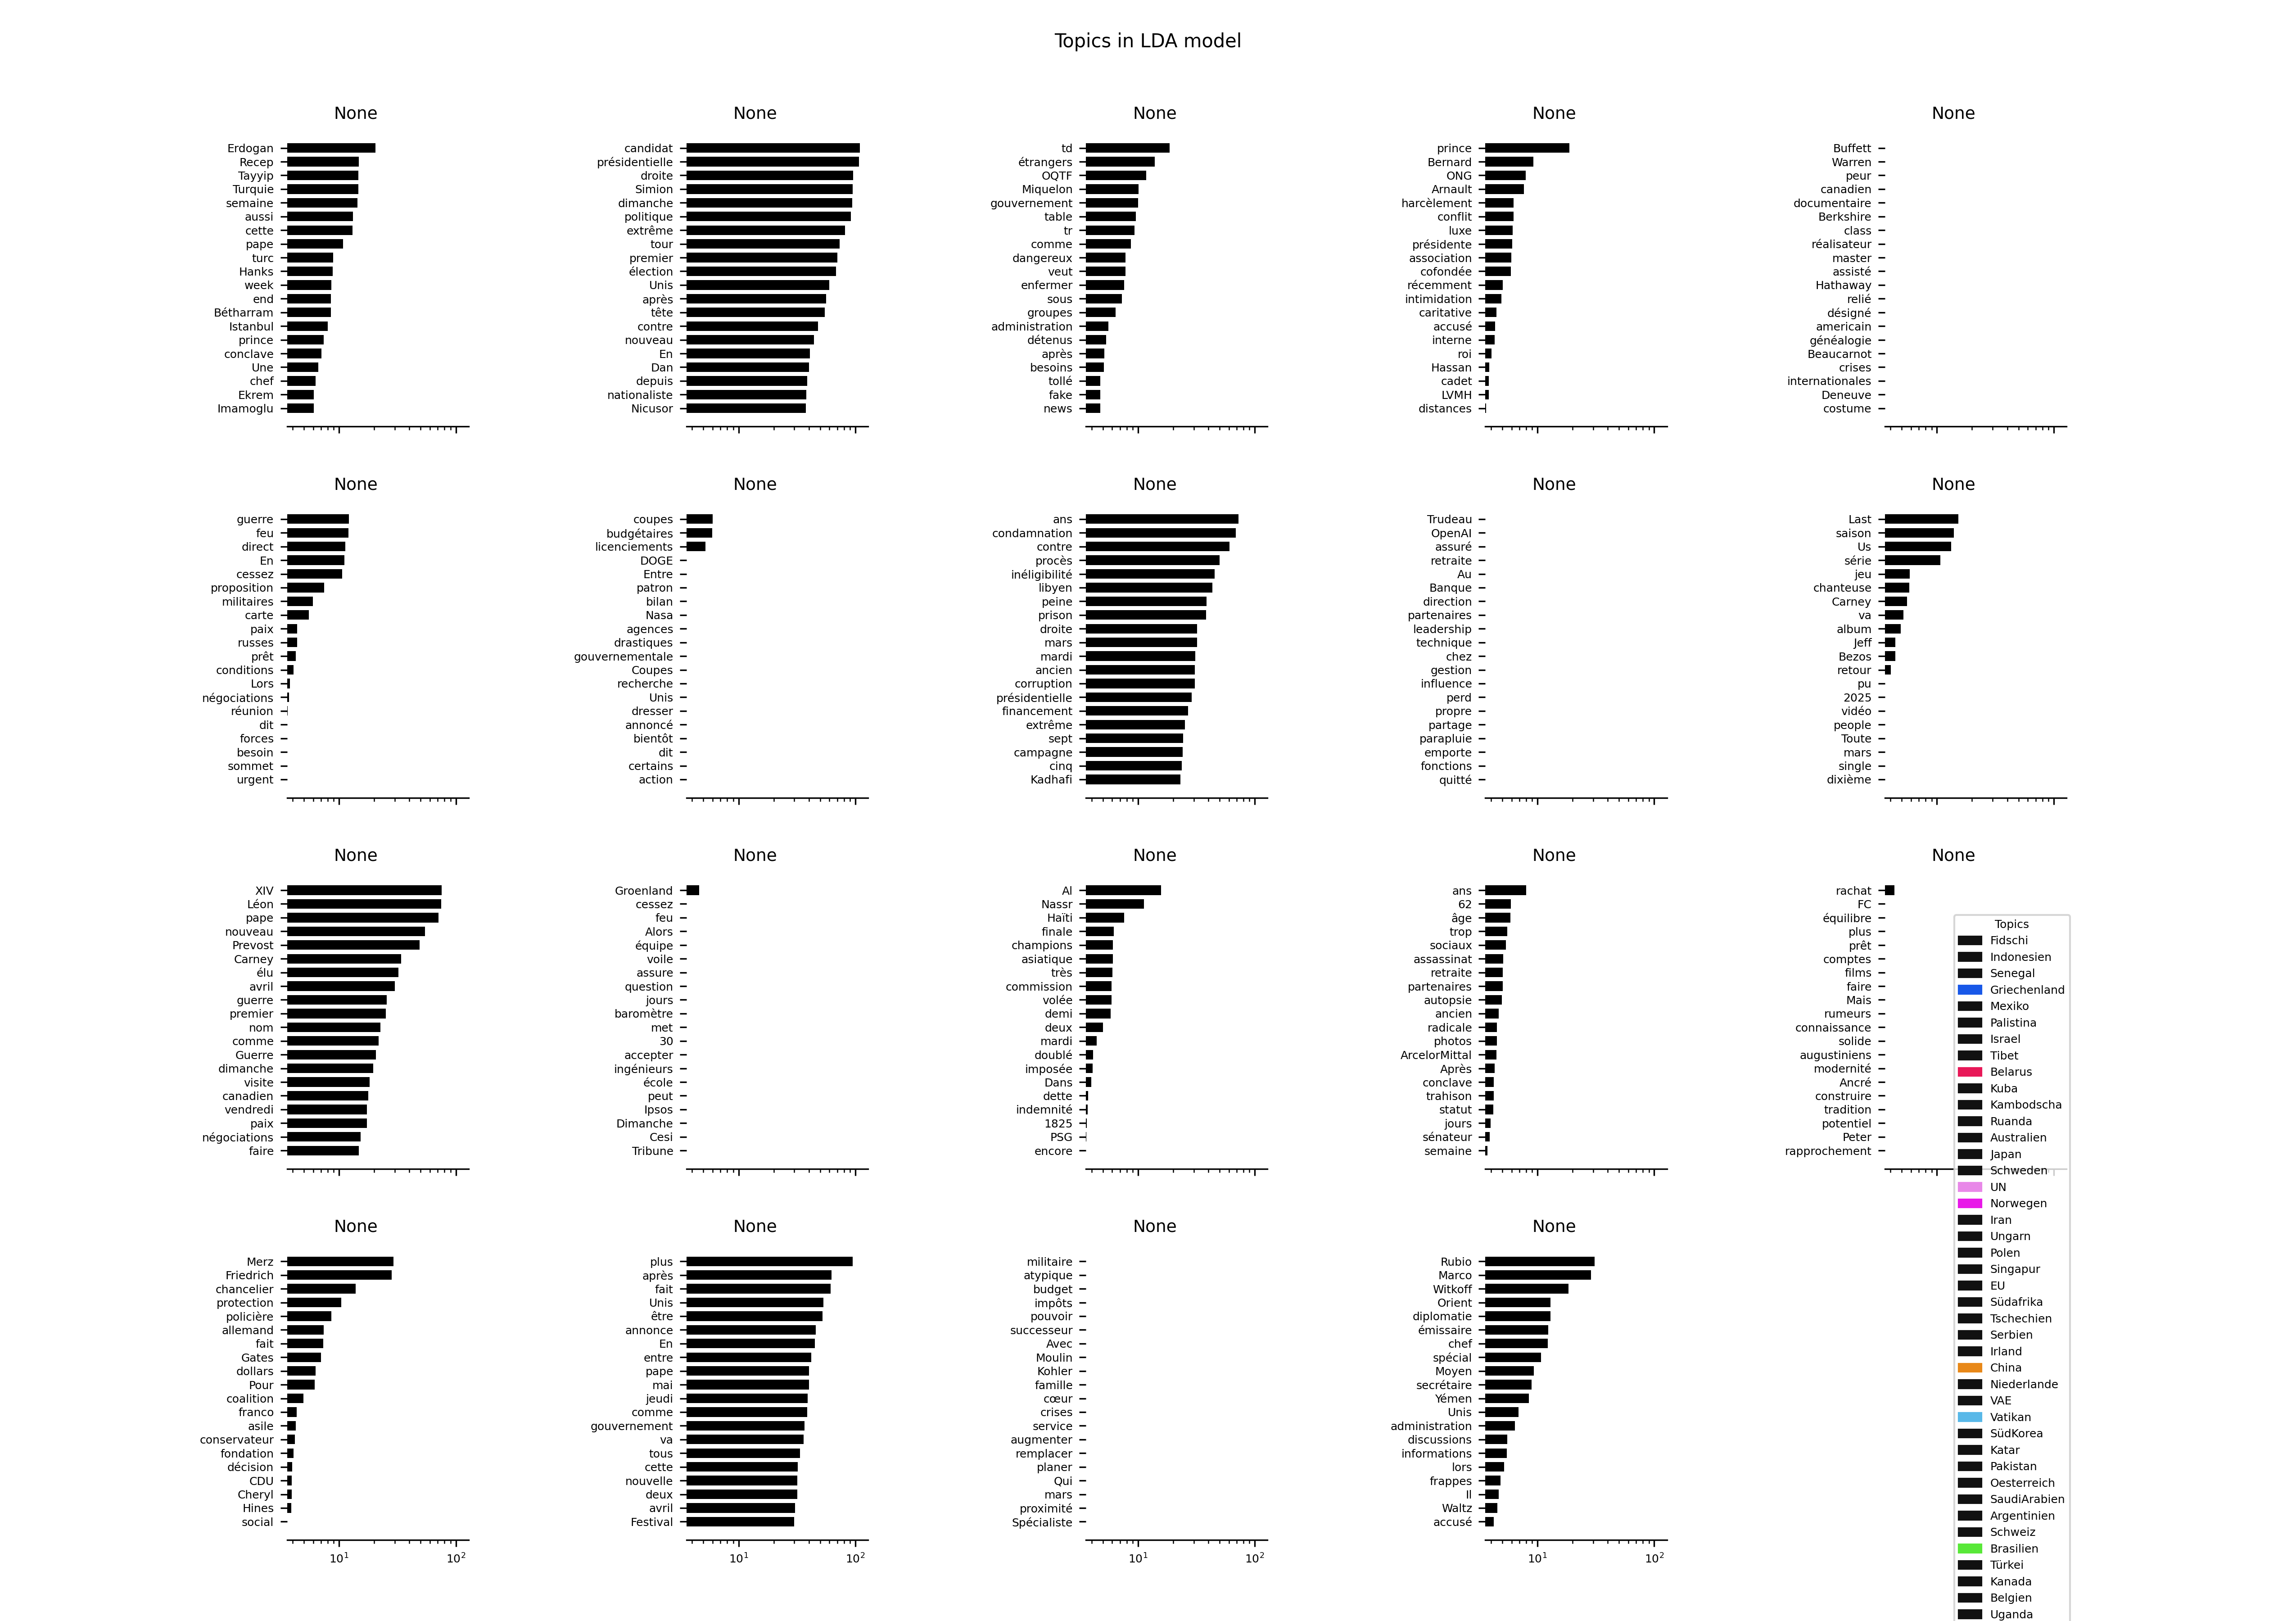 Topics in LDA model
None
Erdogan
Recep
Tayyip
Turquie
semaine
aussi
cette
pape
turc
Hanks
week
end
Bétharram
Istanbul
prince
conclave
Une
chef
Ekrem
Imamoglu
None
candidat
présidentielle
droite
Simion
dimanche
politique
extrême
tour
premier
élection
Unis
après
tête
contre
nouveau
En
Dan
depuis
nationaliste
Nicusor
None
td
étrangers
OQTF
Miquelon
gouvernement
table
tr
comme
dangereux
veut
enfermer
sous
groupes
administration
détenus
après
besoins
tollé
fake
news
None
prince
Bernard
ONG
Arnault
harcèlement
conflit
luxe
présidente
association
cofondée
récemment
intimidation
caritative
accusé
interne
roi
Hassan
cadet
LVMH
distances
None
Buffett
Warren
peur
canadien
documentaire
Berkshire
class
réalisateur
master
assisté
Hathaway
relié
désigné
americain
généalogie
Beaucarnot
crises
internationales
Deneuve
costume
None
guerre
feu
direct
En
cessez
proposition
militaires
carte
paix
russes
prêt
conditions
Lors
négociations
réunion
dit
forces
besoin
sommet
urgent
None
coupes
budgétaires
licenciements
DOGE
Entre
patron
bilan
Nasa
agences
drastiques
gouvernementale
Coupes
recherche
Unis
dresser
annoncé
bientôt
dit
certains
action
None
ans
condamnation
contre
procès
inéligibilité
libyen
peine
prison
droite
mars
mardi
ancien
corruption
présidentielle
financement
extrême
sept
campagne
cinq
Kadhafi
None
Trudeau
OpenAI
assuré
retraite
Au
Banque
direction
partenaires
leadership
technique
chez
gestion
influence
perd
propre
partage
parapluie
emporte
fonctions
quitté
None
Last
saison
Us
série
jeu
chanteuse
Carney
va
album
Jeff
Bezos
retour
pu
2025
vidéo
people
Toute
mars
single
dixième
None
XIV
Léon
pape
nouveau
Prevost
Carney
élu
avril
guerre
premier
nom
comme
Guerre
dimanche
visite
canadien
vendredi
paix
négociations
faire
None
Groenland
cessez
feu
Alors
équipe
voile
assure
question
jours
baromètre
met
30
accepter
ingénieurs
école
peut
Ipsos
Dimanche
Cesi
Tribune
None
Al
Nassr
Haïti
finale
champions
asiatique
très
commission
volée
demi
deux
mardi
doublé
imposée
Dans
dette
indemnité
1825
PSG
encore
None
ans
62
âge
trop
sociaux
assassinat
retraite
partenaires
autopsie
ancien
radicale
photos
ArcelorMittal
Après
conclave
trahison
statut
jours
sénateur
semaine
None
rachat
FC
équilibre
plus
prêt
comptes
films
faire
Mais
rumeurs
connaissance
solide
augustiniens
modernité
Ancré
construire
tradition
potentiel
Peter
rapprochement
None
Merz
Friedrich
chancelier
protection
policière
allemand
fait
Gates
dollars
Pour
coalition
franco
asile
conservateur
fondation
décision
CDU
Cheryl
Hines
social
10¹
10²
None
plus
après
fait
Unis
être
annonce
En
entre
pape
mai
jeudi
comme
gouvernement
va
tous
cette
nouvelle
deux
avril
Festival
10¹
10²
None
militaire
atypique
budget
impôts
pouvoir
successeur
Avec
Moulin
Kohler
famille
cœur
crises
service
augmenter
remplacer
planer
Qui
mars
proximité
Spécialiste
10¹
10²
None
Rubio
Marco
Witkoff
Orient
diplomatie
émissaire
chef
spécial
Moyen
secrétaire
Yémen
Unis
administration
discussions
informations
lors
frappes
Il
Waltz
accusé
10¹
10²
Topics
Fidschi
Indonesien
Senegal
Griechenland
Mexiko
Palistina
Israel
Tibet
Belarus
Kuba
Kambodscha
Ruanda
Australien
Japan
Schweden
UN
Norwegen
Iran
Ungarn
Polen
Singapur
EU
Südafrika
Tschechien
Serbien
Irland
China
Niederlande
VAE
Vatikan
SüdKorea
Katar
Pakistan
Oesterreich
SaudiArabien
Argentinien
Schweiz
Brasilien
Türkei
Kanada
Belgien
Uganda